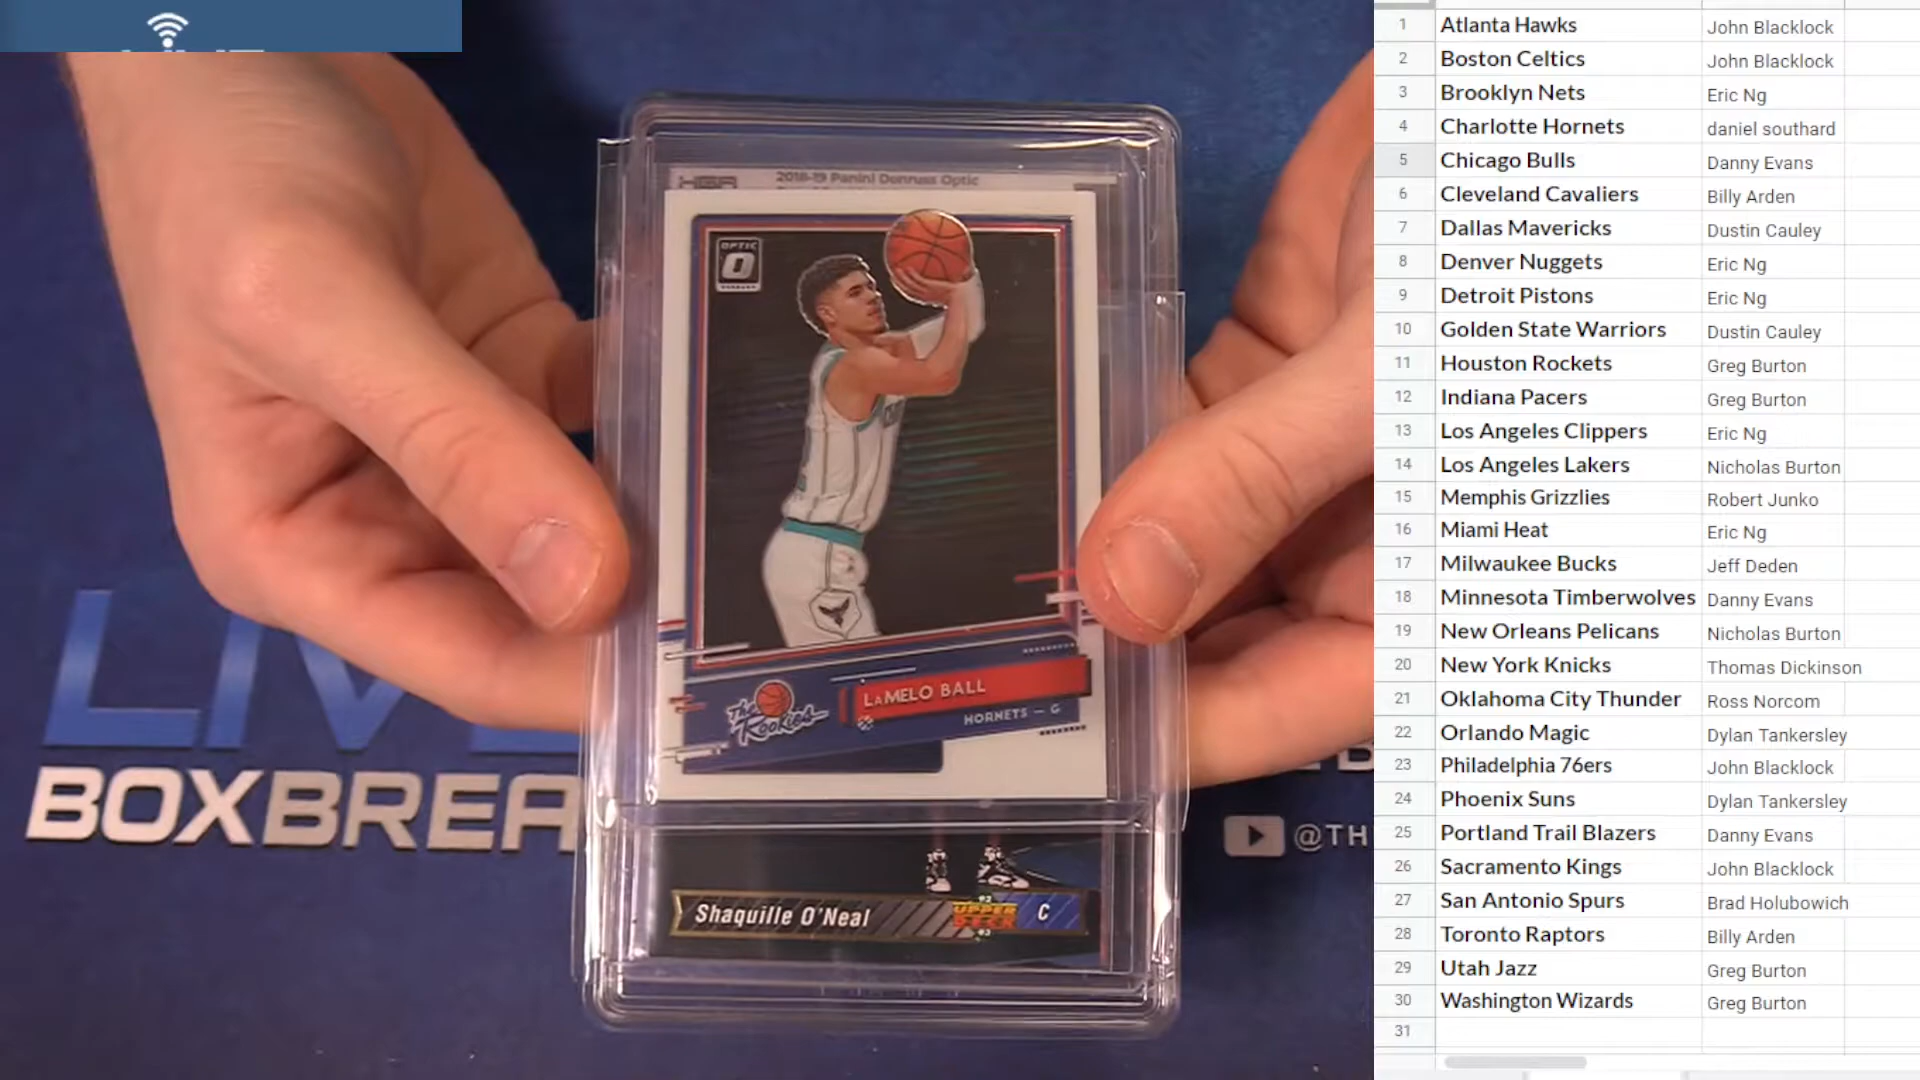 HGA
2018-19 Panini Donruss Optic
OPTIC
O
THE Rookies
LAMELO BALL
HORNETS — G
Shaquille O'Neal
UPPER
DECK
C
LIV
BOXBREA
@TH
1 Atlanta Hawks John Blacklock
2 Boston Celtics John Blacklock
3 Brooklyn Nets Eric Ng
4 Charlotte Hornets daniel southard
5 Chicago Bulls Danny Evans
6 Cleveland Cavaliers Billy Arden
7 Dallas Mavericks Dustin Cauley
8 Denver Nuggets Eric Ng
9 Detroit Pistons Eric Ng
10 Golden State Warriors Dustin Cauley
11 Houston Rockets Greg Burton
12 Indiana Pacers Greg Burton
13 Los Angeles Clippers Eric Ng
14 Los Angeles Lakers Nicholas Burton
15 Memphis Grizzlies Robert Junko
16 Miami Heat Eric Ng
17 Milwaukee Bucks Jeff Deden
18 Minnesota Timberwolves Danny Evans
19 New Orleans Pelicans Nicholas Burton
20 New York Knicks Thomas Dickinson
21 Oklahoma City Thunder Ross Norcom
22 Orlando Magic Dylan Tankersley
23 Philadelphia 76ers John Blacklock
24 Phoenix Suns Dylan Tankersley
25 Portland Trail Blazers Danny Evans
26 Sacramento Kings John Blacklock
27 San Antonio Spurs Brad Holubowich
28 Toronto Raptors Billy Arden
29 Utah Jazz Greg Burton
30 Washington Wizards Greg Burton
31